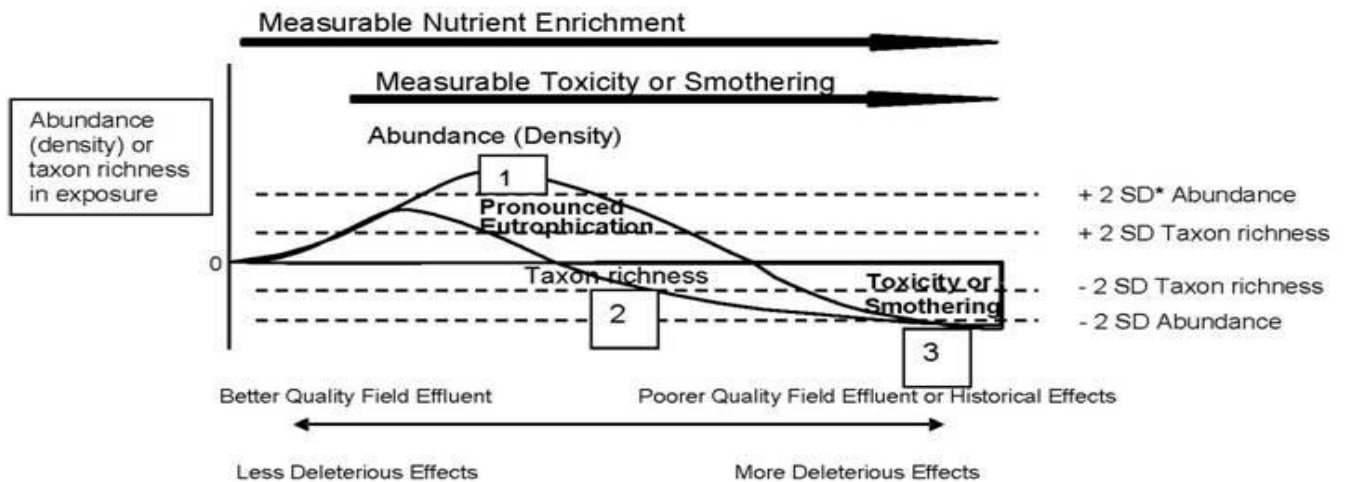 Measurable Nutrient Enrichment
Measurable Toxicity or Smothering
Abundance
(density) or
taxon richness
in exposure
Abundance (Density)
1
+ 2 SD* Abundance
Pronounced
Eutrophication
+ 2 SD Taxon richness
0
Taxon richness
Toxicity or
Smothering
- 2 SD Taxon richness
2
- 2 SD Abundance
3
Better Quality Field Effluent
Poorer Quality Field Effluent or Historical Effects
Less Deleterious Effects
More Deleterious Effects